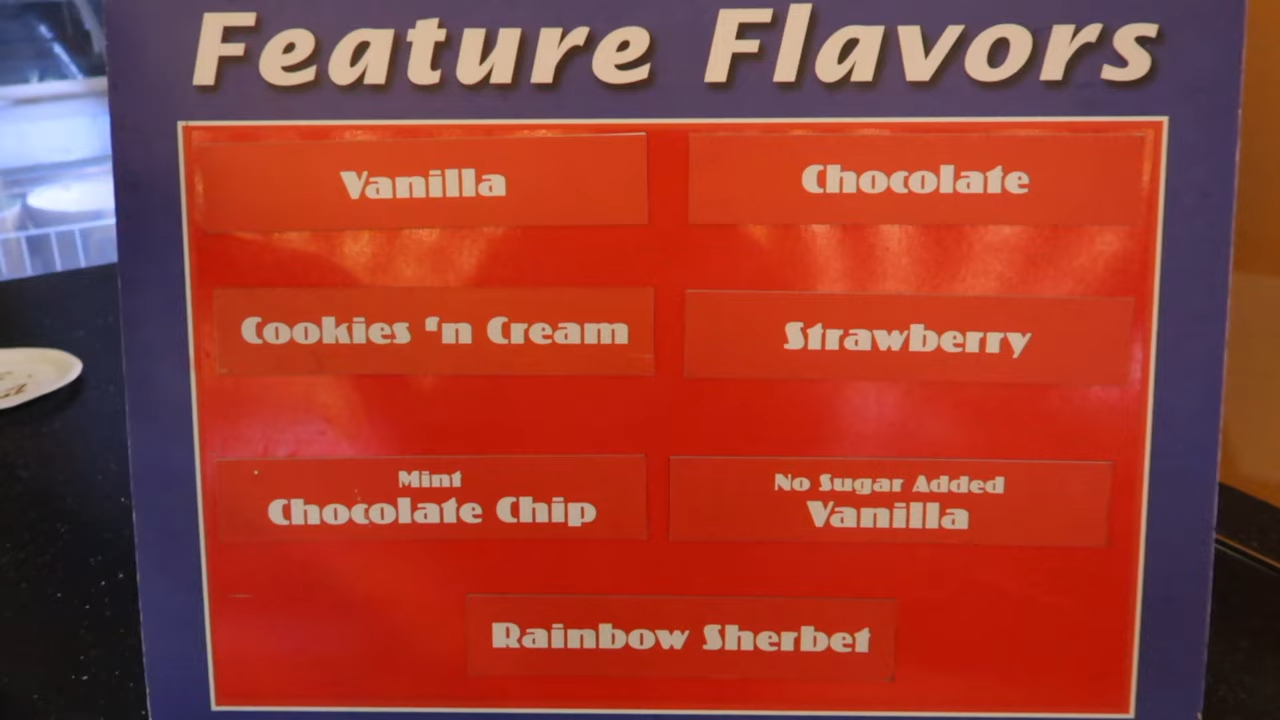 Feature Flavors
Vanilla
Chocolate
Cookies 'n Cream
Strawberry
Mint
Chocolate Chip
No Sugar Added
Vanilla
Rainbow Sherbet